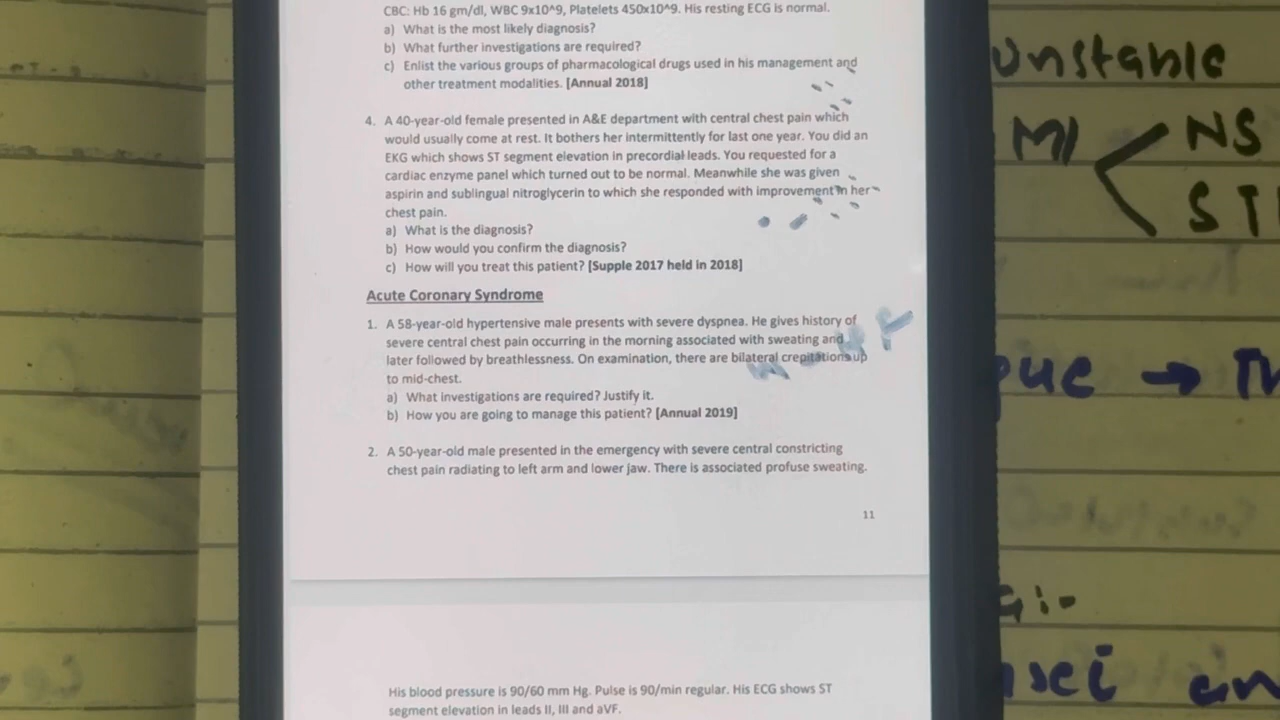 CBC: Hb 16 gm/dl, WBC 9x10^9, Platelets 450x10^9. His resting ECG is normal.
a) What is the most likely diagnosis?
b) What further investigations are required?
c) Enlist the various groups of pharmacological drugs used in his management and
other treatment modalities. [Annual 2018]
4. A 40-year-old female presented in A&E department with central chest pain which
would usually come at rest. It bothers her intermittently for last one year. You did an
EKG which shows ST segment elevation in precordial leads. You requested for a
cardiac enzyme panel which turned out to be normal. Meanwhile she was given
aspirin and sublingual nitroglycerin to which she responded with improvement in her
chest pain.
a) What is the diagnosis?
b) How would you confirm the diagnosis?
c) How will you treat this patient? [Supple 2017 held in 2018]
Acute Coronary Syndrome
1. A 58-year-old hypertensive male presents with severe dyspnea. He gives history of
severe central chest pain occurring in the morning associated with sweating and
later followed by breathlessness. On examination, there are bilateral crepitations up
to mid-chest.
a) What investigations are required? Justify it.
b) How you are going to manage this patient? [Annual 2019]
2. A 50-year-old male presented in the emergency with severe central constricting
chest pain radiating to left arm and lower jaw. There is associated profuse sweating.
11
His blood pressure is 90/60 mm Hg. Pulse is 90/min regular. His ECG shows ST
segment elevation in leads II, III and aVF.
unstable
MI
NS
ST
que → Th